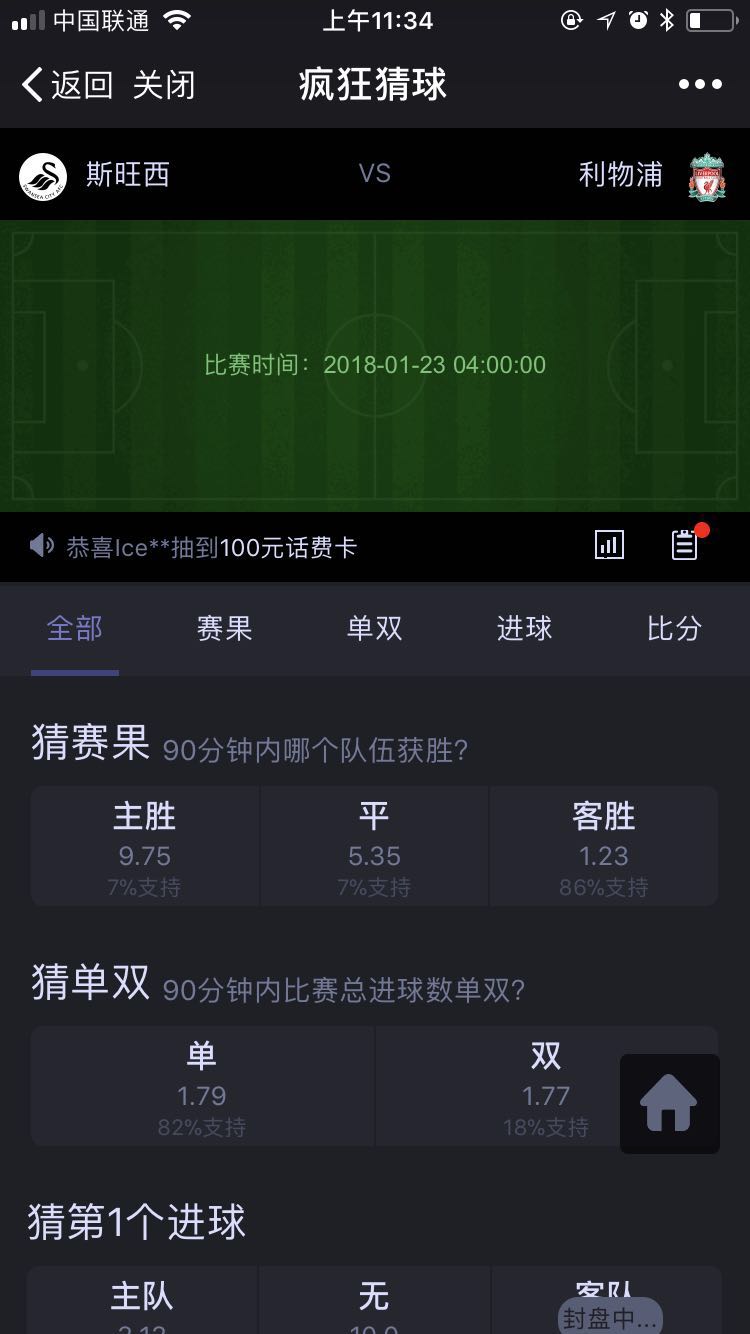 中国联通 上午11:34
返回 关闭 疯狂猜球
斯旺西 VS 利物浦
比赛时间：2018-01-23 04:00:00
恭喜Ice**抽到100元话费卡
全部 赛果 单双 进球 比分
猜赛果 90分钟内哪个队伍获胜?
主胜 平 客胜
9.75 5.35 1.23
7%支持 7%支持 86%支持
猜单双 90分钟内比赛总进球数单双?
单 双
1.79 1.77
82%支持 18%支持
猜第1个进球
主队 无 客队
封盘中...